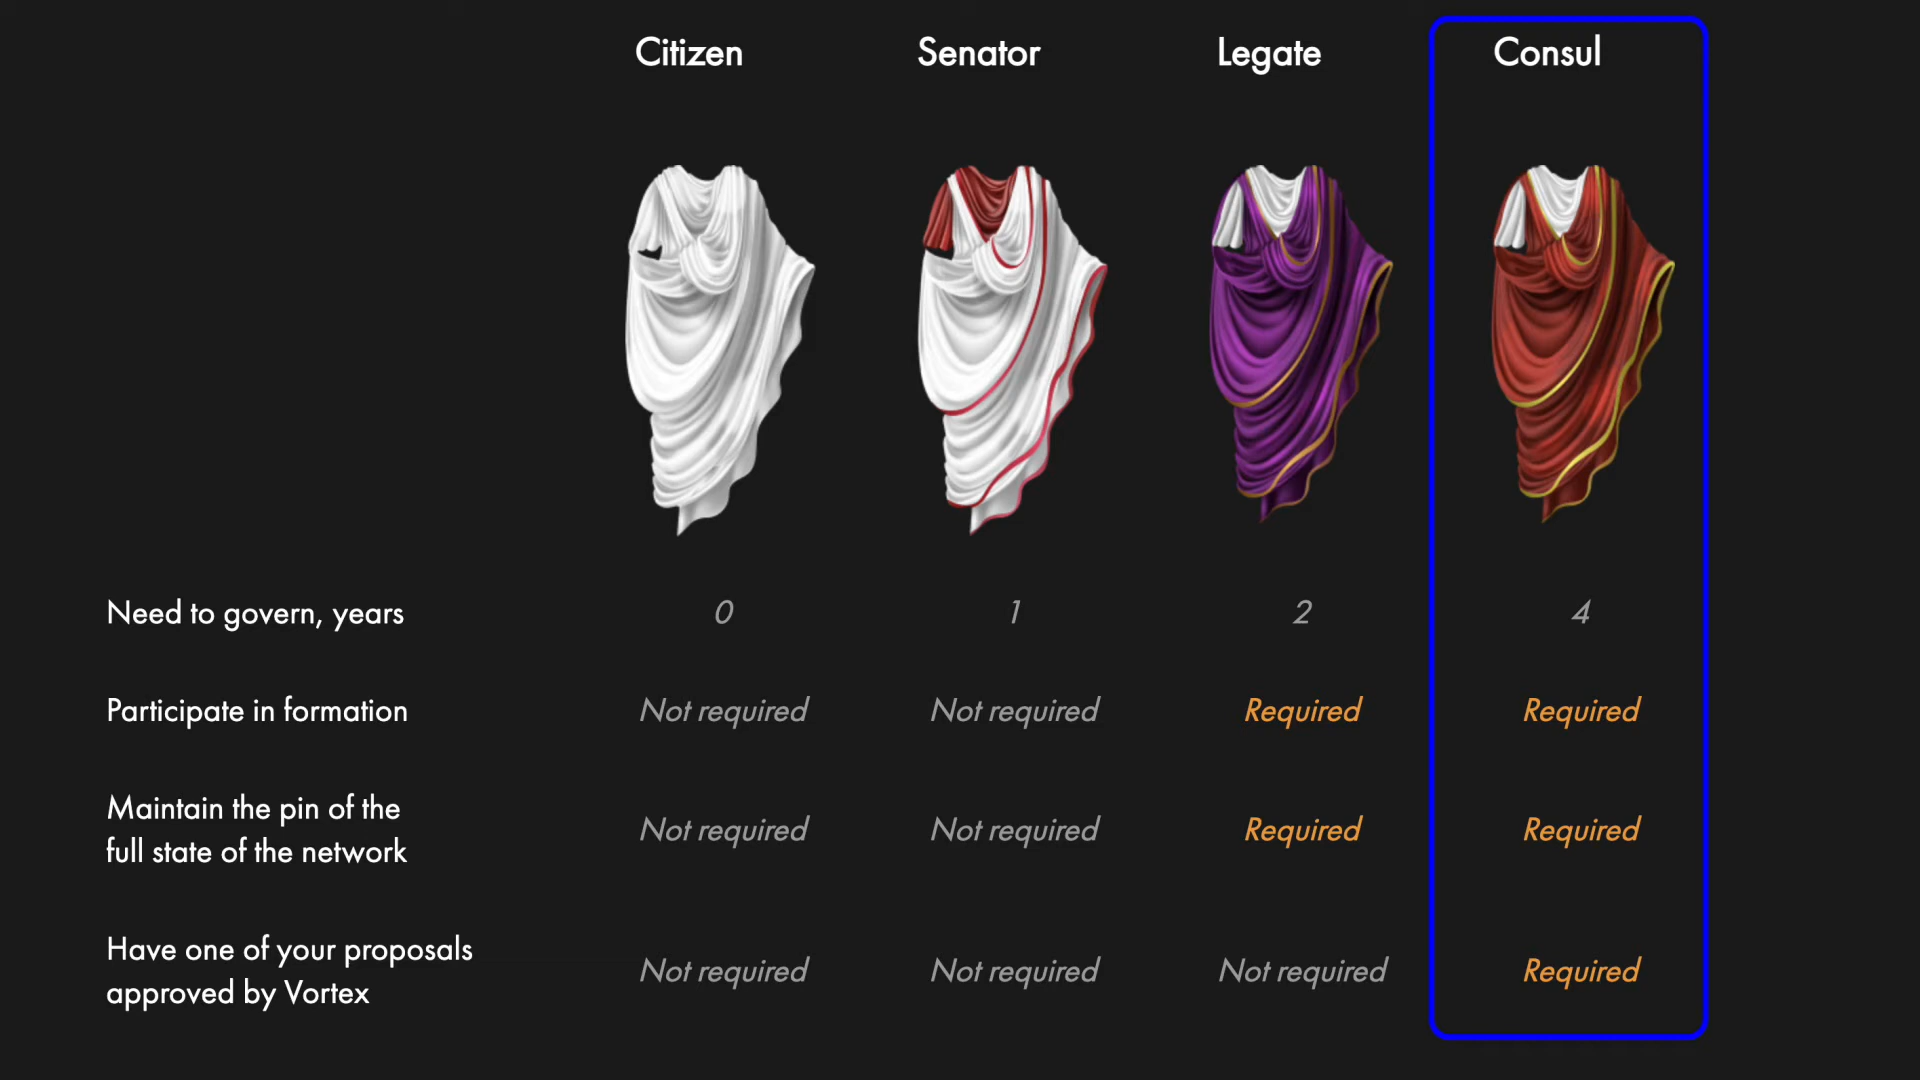 Citizen Senator Legate Consul
Need to govern, years 0 1 2 4
Participate in formation Not required Not required Required Required
Maintain the pin of the
full state of the network Not required Not required Required Required
Have one of your proposals
approved by Vortex Not required Not required Not required Required